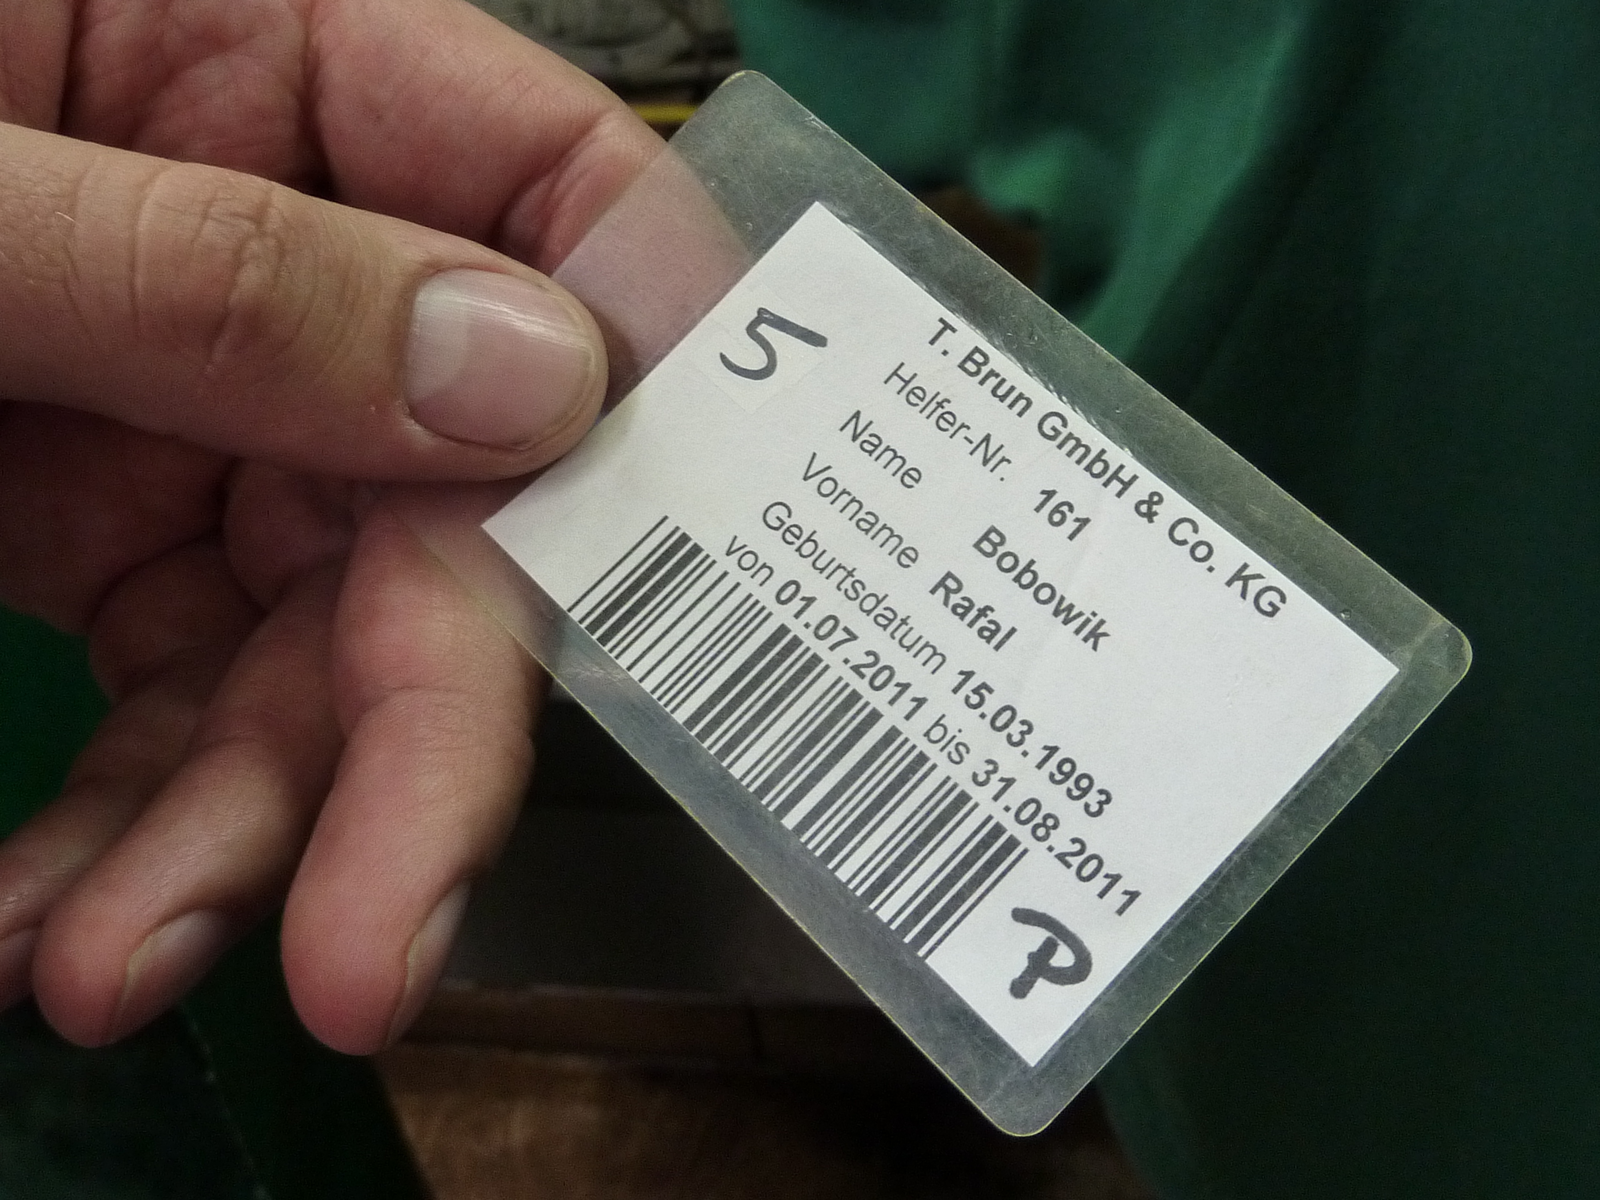 5
T. Brun GmbH & Co. KG
Helfer-Nr. 161
Name Bobowik
Vorname Rafal
Geburtsdatum 15.03.1993
von 01.07.2011 bis 31.08.2011
P